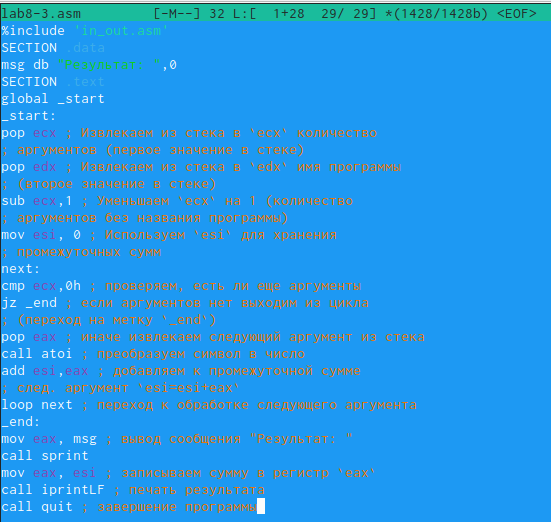 lab8-3.asm [-M--] 32 L:[ 1+28 29/ 29] *(1428/1428b) <EOF>
%include 'in_out.asm'
SECTION .data
msg db "Результат: ",0
SECTION .text
global _start
_start:
pop ecx ; Извлекаем из стека в `ecx` количество
; аргументов (первое значение в стеке)
pop edx ; Извлекаем из стека в `edx` имя программы
; (второе значение в стеке)
sub ecx,1 ; Уменьшаем `ecx` на 1 (количество
; аргументов без названия программы)
mov esi, 0 ; Используем `esi` для хранения
; промежуточных сумм
next:
cmp ecx,0h ; проверяем, есть ли еще аргументы
jz _end ; если аргументов нет выходим из цикла
; (переход на метку `_end`)
pop eax ; иначе извлекаем следующий аргумент из стека
call atoi ; преобразуем символ в число
add esi,eax ; добавляем к промежуточной сумме
; след. аргумент `esi=esi+eax`
loop next ; переход к обработке следующего аргумента
_end:
mov eax, msg ; вывод сообщения "Результат: "
call sprint
mov eax, esi ; записываем сумму в регистр `eax`
call iprintLF ; печать результата
call quit ; завершение программы